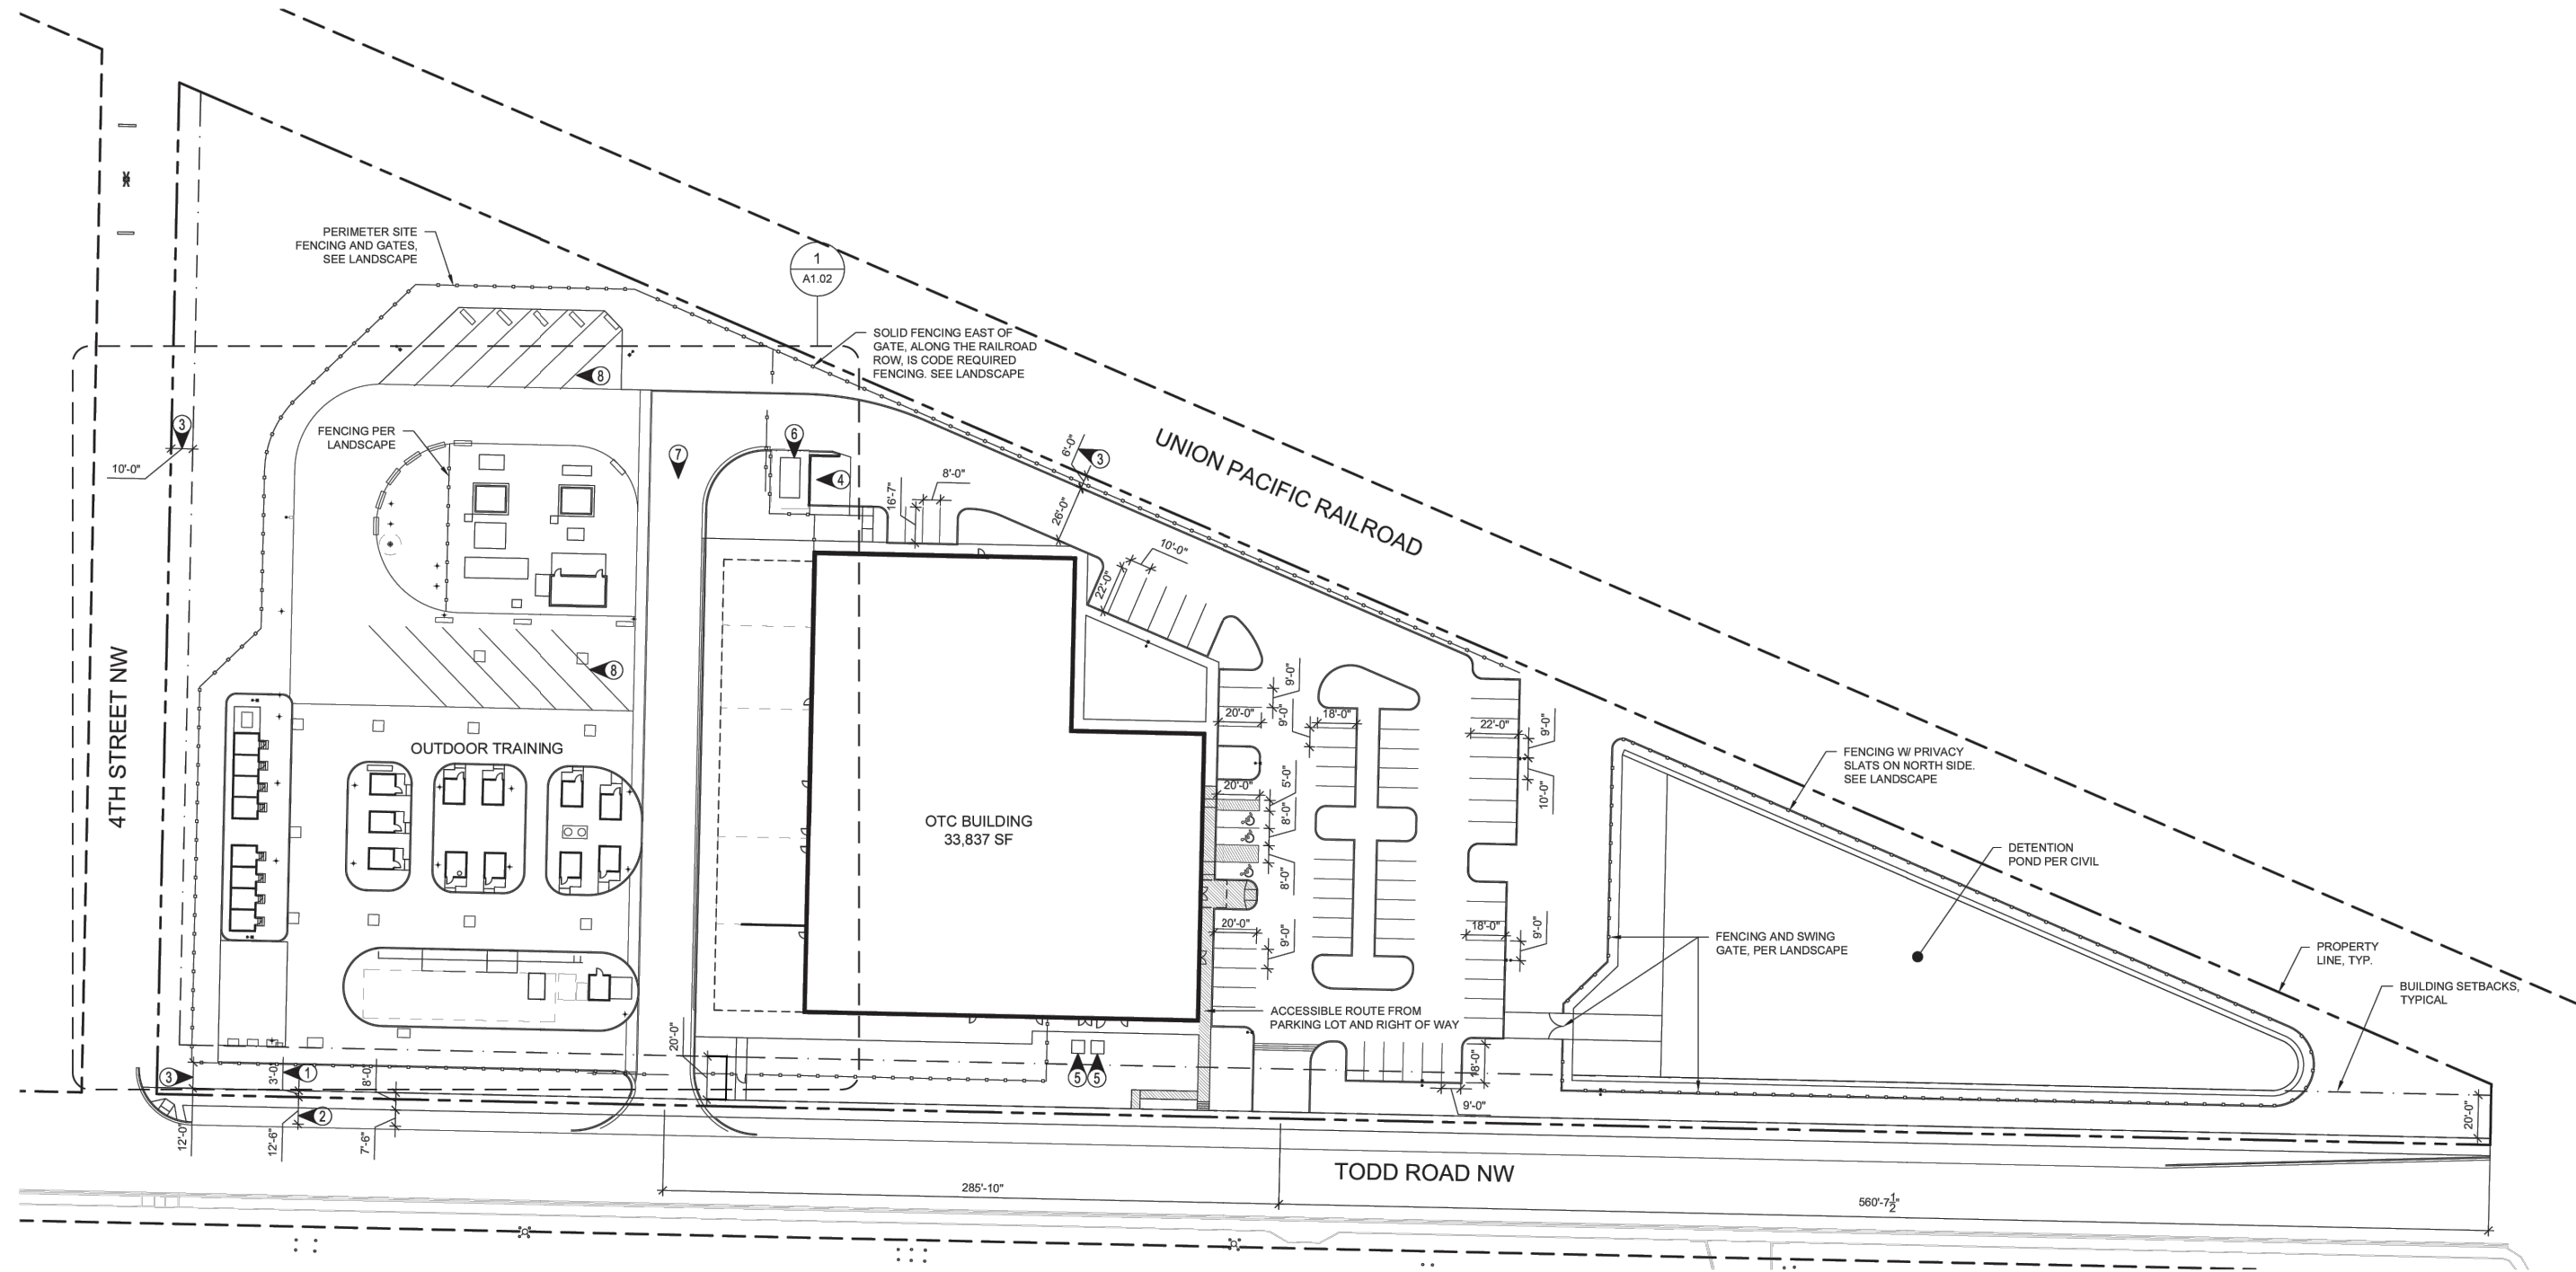 PERIMETER SITE
FENCING AND GATES,
SEE LANDSCAPE
1
A1.02
SOLID FENCING EAST OF
GATE, ALONG THE RAILROAD
ROW, IS CODE REQUIRED
FENCING. SEE LANDSCAPE
8
3
10'-0"
FENCING PER
LANDSCAPE
7
6
4
16'-7"
8'-0"
6'-0"
3
26'-0"
UNION PACIFIC RAILROAD
10'-0"
22'-0"
8
4TH STREET NW
OUTDOOR TRAINING
OTC BUILDING
33,837 SF
9'-0"
20'-0"
9'-0"
18'-0"
22'-0"
9'-0"
10'-0"
20'-0"
5'-0"
8'-0"
8'-0"
20'-0"
9'-0"
18'-0"
9'-0"
FENCING W/ PRIVACY
SLATS ON NORTH SIDE.
SEE LANDSCAPE
DETENTION
POND PER CIVIL
FENCING AND SWING
GATE, PER LANDSCAPE
PROPERTY
LINE, TYP.
BUILDING SETBACKS,
TYPICAL
ACCESSIBLE ROUTE FROM
PARKING LOT AND RIGHT OF WAY
20'-0"
3
3'-0
1
8'-0
2
12'-0"
12'-6"
7'-6"
5
5
18'-0"
9'-0"
20'-0"
TODD ROAD NW
285'-10"
560'-7 1/2"